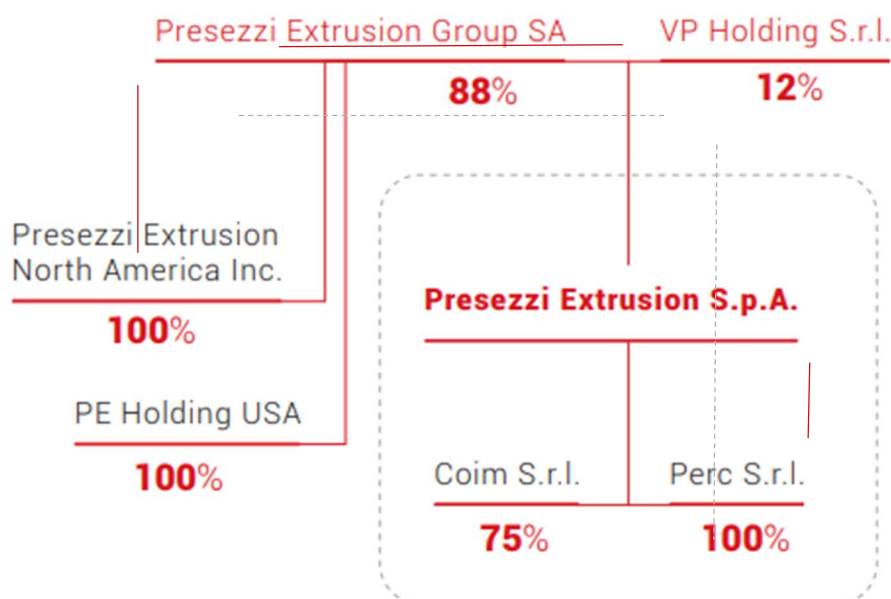 Presezzi Extrusion Group SA
VP Holding S.r.l.
88%
12%
Presezzi Extrusion
North America Inc.
100%
Presezzi Extrusion S.p.A.
PE Holding USA
100%
Coim S.r.l.
Perc S.r.l.
75%
100%